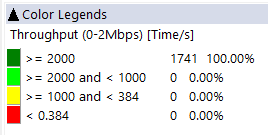 Color Legends
Throughput (0-2Mbps) [Time/s]
>= 2000 1741 100.00%
>= 2000 and < 1000 0 0.00%
>= 1000 and < 384 0 0.00%
< 0.384 0 0.00%